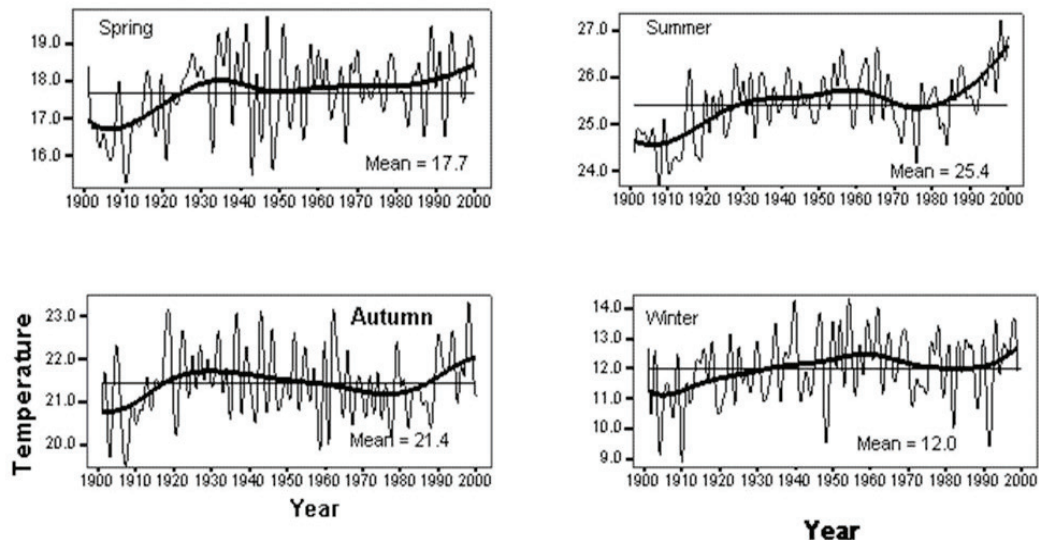 Spring
19.0
18.0
17.0
16.0
Mean = 17.7
1900 1910 1920 1930 1940 1950 1960 1970 1980 1990 2000
Summer
27.0
26.0
25.0
24.0
Mean = 25.4
1900 1910 1920 1930 1940 1950 1960 1970 1980 1990 2000
Temperature
Autumn
23.0
22.0
21.0
20.0
Mean = 21.4
1900 1910 1920 1930 1940 1950 1960 1970 1980 1990 2000
Year
Winter
14.0
13.0
12.0
11.0
10.0
9.0
Mean = 12.0
1900 1910 1920 1930 1940 1950 1960 1970 1980 1990 2000
Year